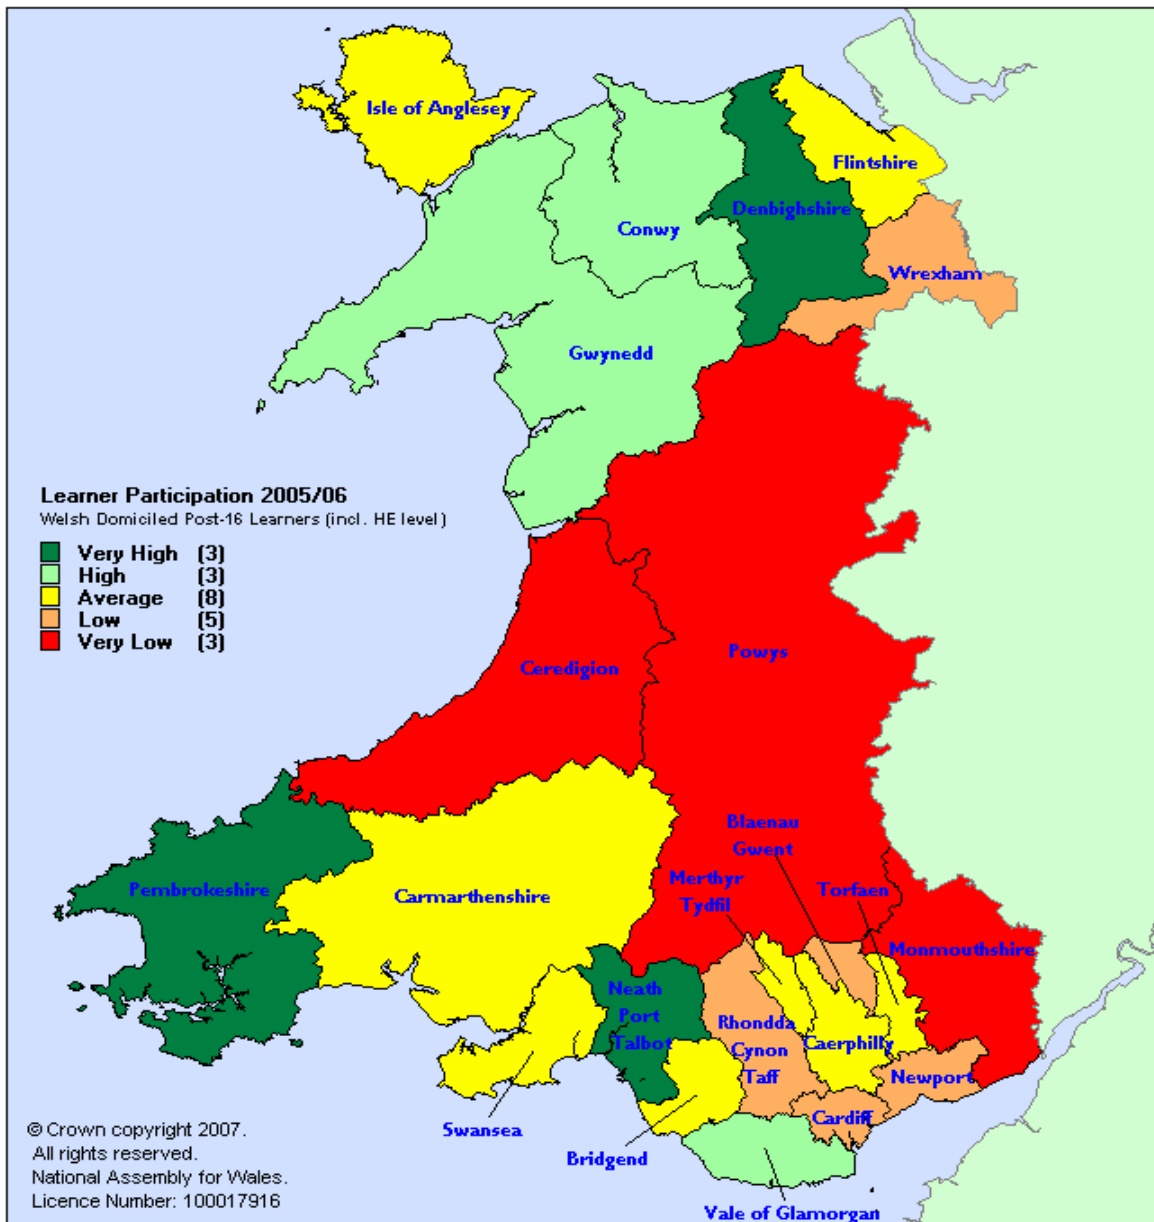 Isle of Anglesey
Flintshire
Denbighshire
Conwy
Wrexham
Gwynedd
Learner Participation 2005/06
Welsh Domiciled Post-16 Learners (incl. HE level)
Very High (3)
High (3)
Average (8)
Low (5)
Very Low (3)
Ceredigion
Powys
Blaenau
Gwent
Merthyr
Tydfil
Torfaen
Pembrokeshire
Carmarthenshire
Monmouthshire
Neath
Port
Talbot
Rhondda
Cynon
Taff
Caerphilly
Newport
Cardiff
Swansea
Bridgend
Vale of Glamorgan
© Crown copyright 2007.
All rights reserved.
National Assembly for Wales.
Licence Number: 100017916